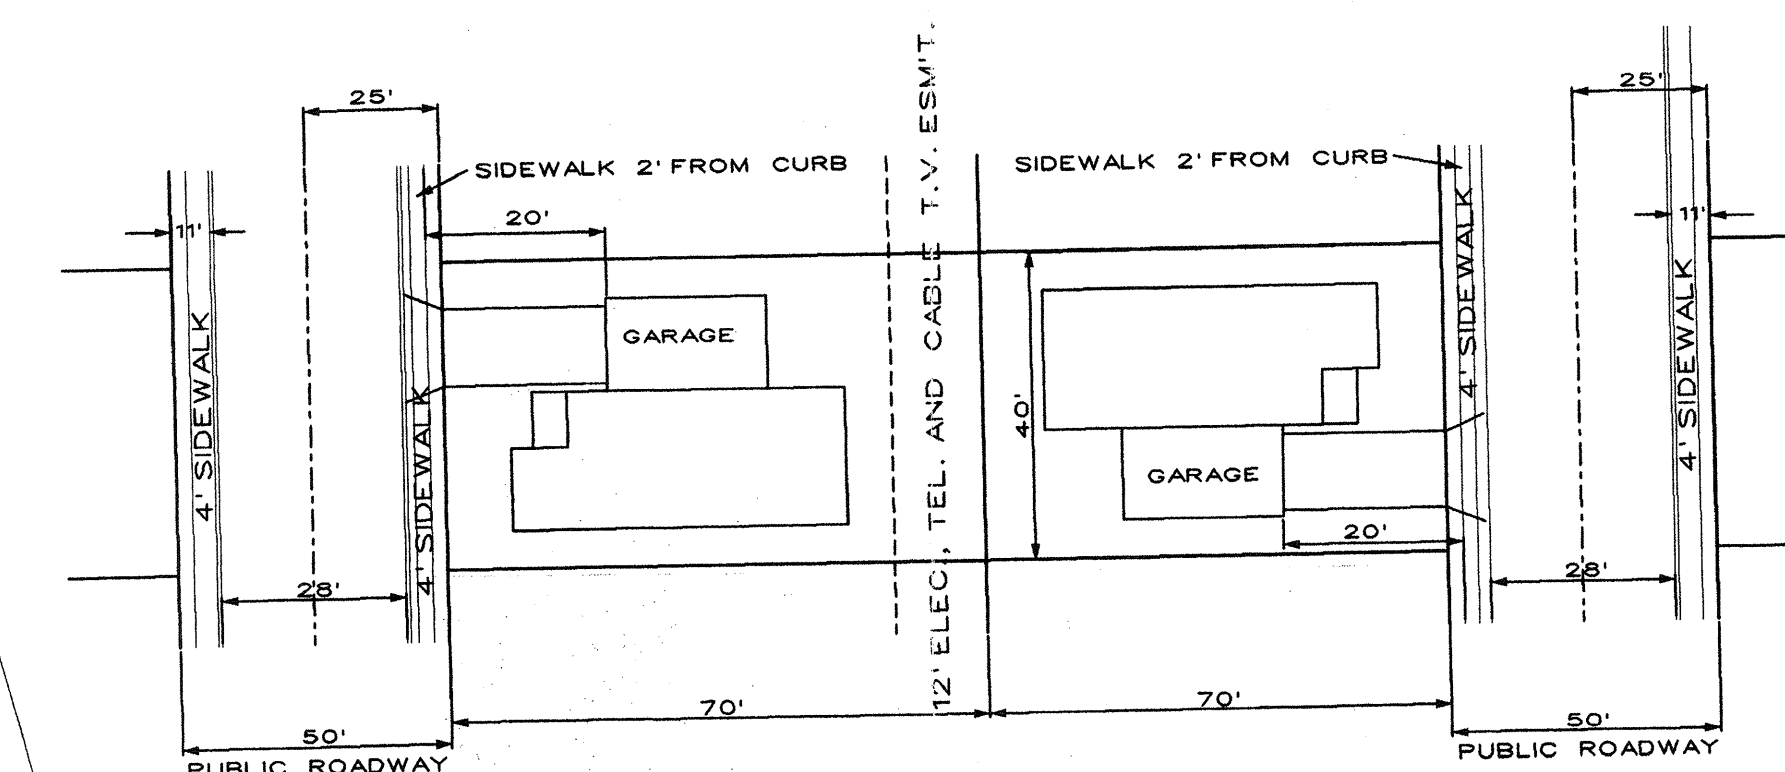 25'
25'
SIDEWALK 2' FROM CURB
SIDEWALK 2' FROM CURB
12' ELEC., TEL. AND CABLE T.V. ESM'T.
20'
11'
11'
4' SIDEWALK
4' SIDEWALK
4' SIDEWALK
4' SIDEWALK
GARAGE
40'
GARAGE
20'
28'
28'
70'
70'
50'
50'
PUBLIC ROADWAY
PUBLIC ROADWAY